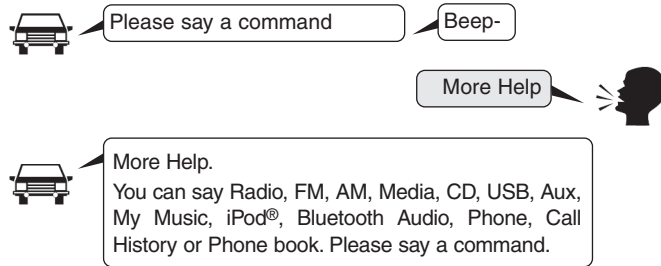 Please say a command
Beep-
More Help
More Help.
You can say Radio, FM, AM, Media, CD, USB, Aux,
My Music, iPod®, Bluetooth Audio, Phone, Call
History or Phone book. Please say a command.